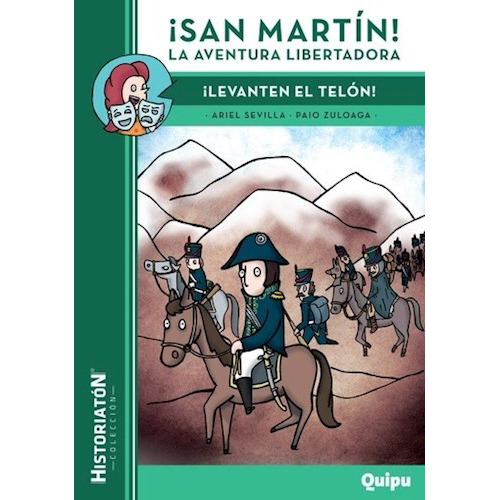 ¡SAN MARTÍN!
LA AVENTURA LIBERTADORA
¡LEVANTEN EL TELÓN!
· ARIEL SEVILLA · PAIO ZULOAGA ·
HISTORIATÓN®
—COLECCIÓN—
Quipu